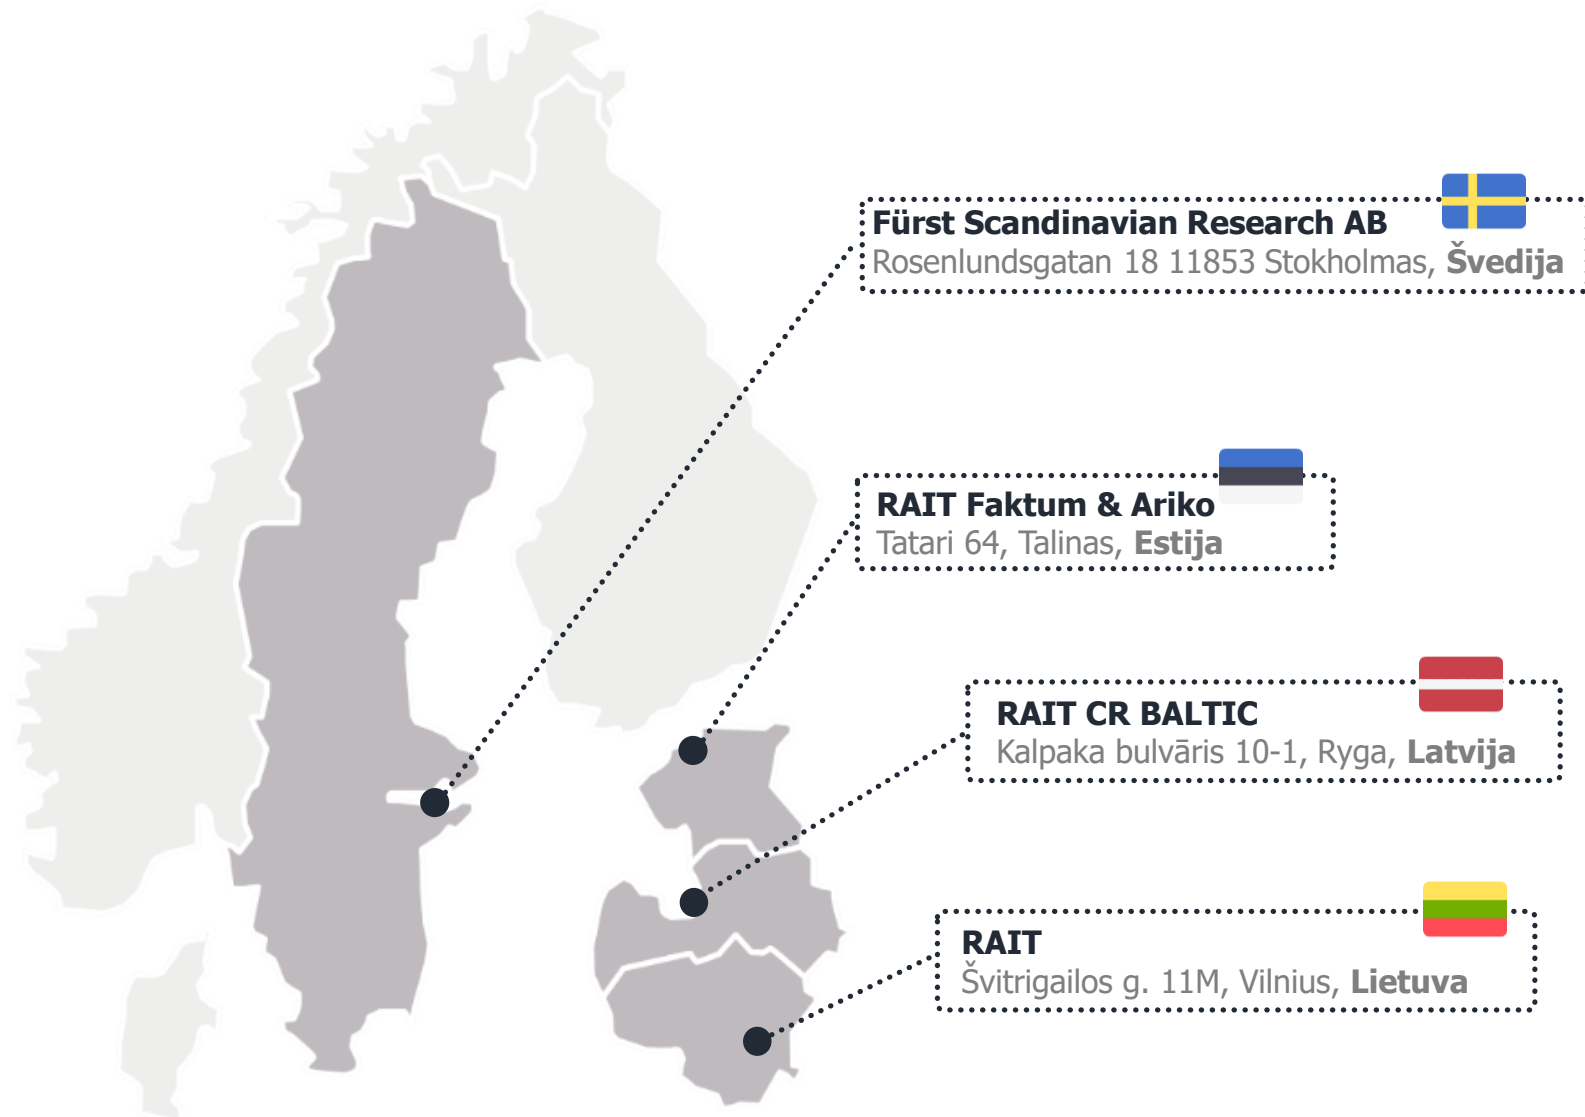 Fürst Scandinavian Research AB
Rosenlundsgatan 18 11853 Stokholmas, Švedija
RAIT Faktum & Ariko
Tatari 64, Talinas, Estija
RAIT CR BALTIC
Kalpaka bulvāris 10-1, Ryga, Latvija
RAIT
Švitrigailos g. 11M, Vilnius, Lietuva